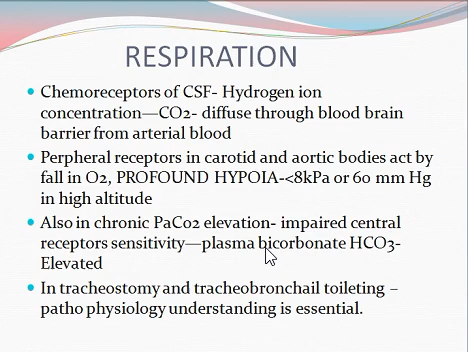 RESPIRATION
Chemoreceptors of CSF- Hydrogen ion
concentration—CO2- diffuse through blood brain
barrier from arterial blood
Perpheral receptors in carotid and aortic bodies act by
fall in O2, PROFOUND HYPOIA-<8kPa or 60 mm Hg
in high altitude
Also in chronic PaCo2 elevation- impaired central
receptors sensitivity—plasma bicorbonate HCO3-
Elevated
In tracheostomy and tracheobronchail toileting –
patho physiology understanding is essential.